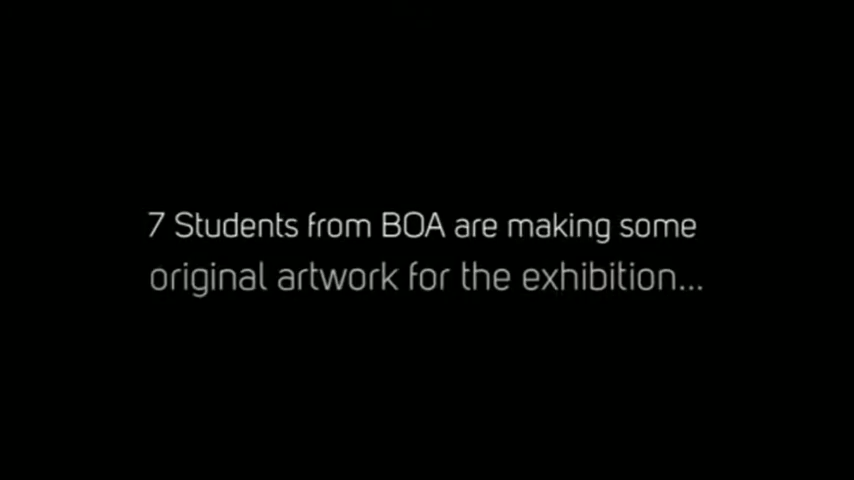 7 Students from BOA are making some
original artwork for the exhibition...